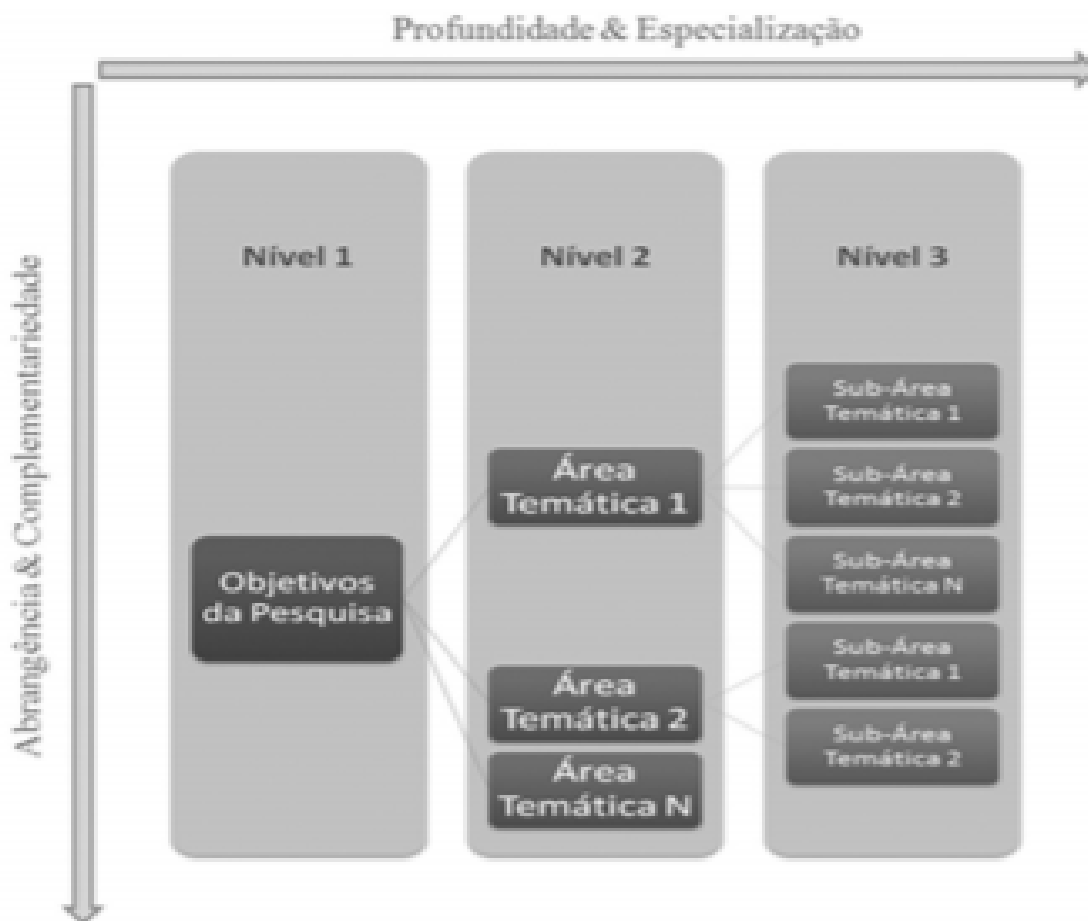 Profundidade & Especialização
Abrangência & Complementariedade
Nível 1
Objetivos
da Pesquisa
Nível 2
Área
Temática 1
Área
Temática 2
Área
Temática N
Nível 3
Sub-Área
Temática 1
Sub-Área
Temática 2
Sub-Área
Temática N
Sub-Área
Temática 1
Sub-Área
Temática 2